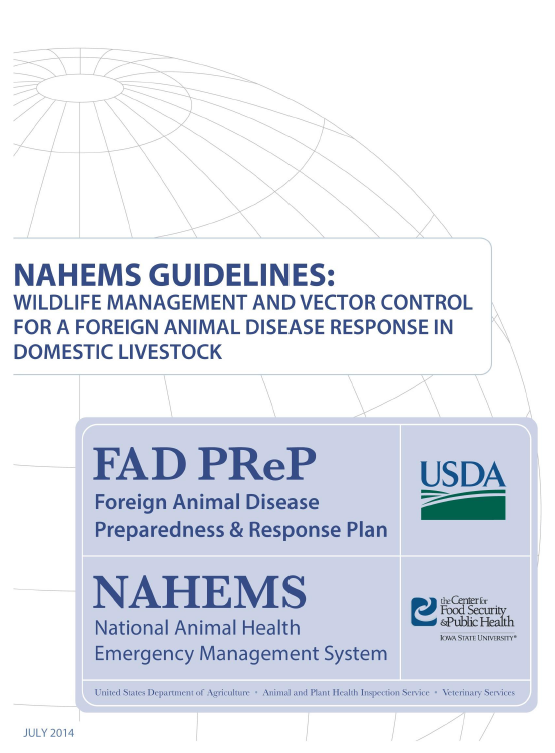 NAHEMS GUIDELINES:
WILDLIFE MANAGEMENT AND VECTOR CONTROL
FOR A FOREIGN ANIMAL DISEASE RESPONSE IN
DOMESTIC LIVESTOCK
FAD PReP
Foreign Animal Disease
Preparedness & Response Plan
USDA
NAHEMS
National Animal Health
Emergency Management System
the Center for
Food Security
&Public Health
IOWA STATE UNIVERSITY®
United States Department of Agriculture • Animal and Plant Health Inspection Service • Veterinary Services
JULY 2014